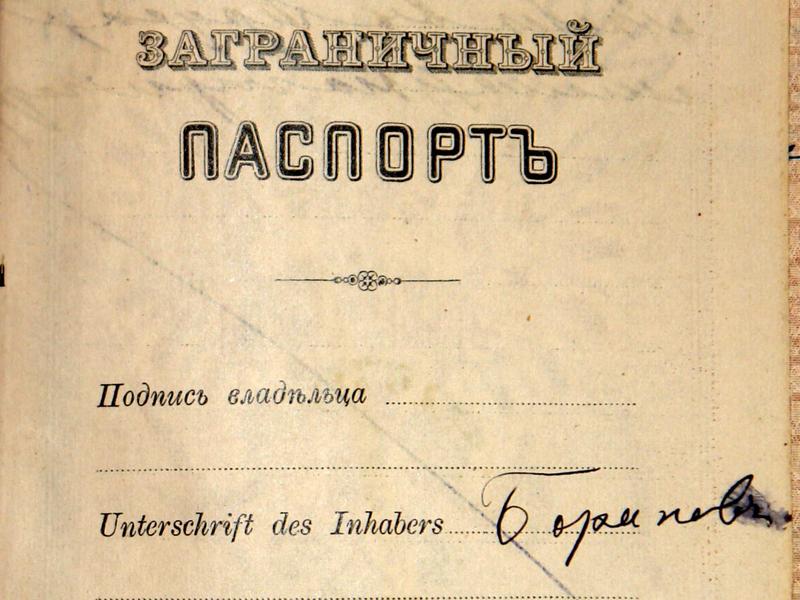 ЗАГРАНИЧНЫЙ
ПАСПОРТЪ
Подпись владѣльца
Unterschrift des Inhabers